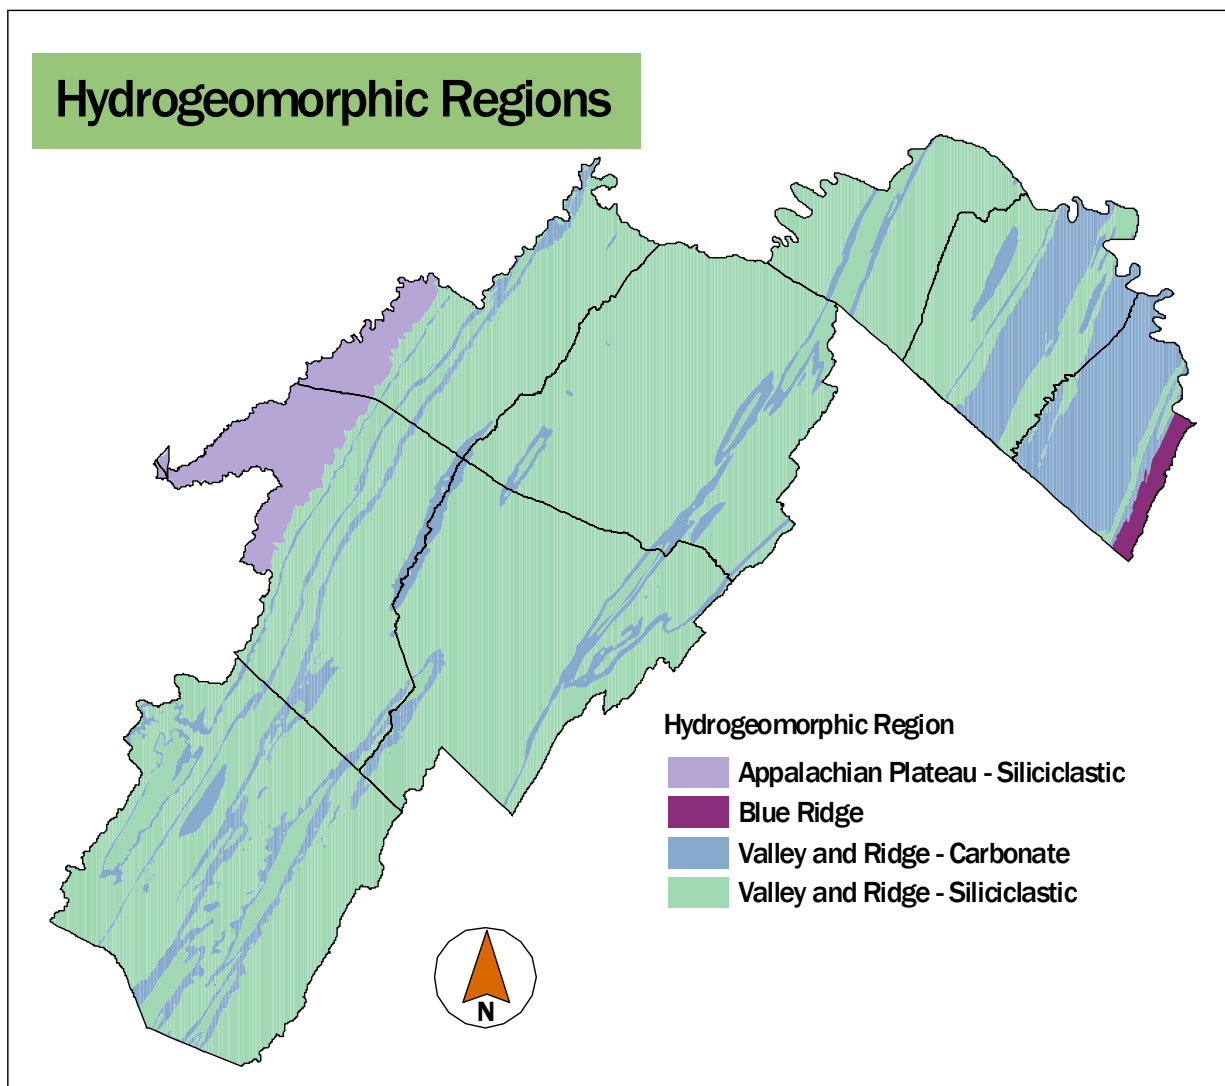 Hydrogeomorphic Regions
Hydrogeomorphic Region
Appalachian Plateau - Siliciclastic
Blue Ridge
Valley and Ridge - Carbonate
Valley and Ridge - Siliciclastic
N